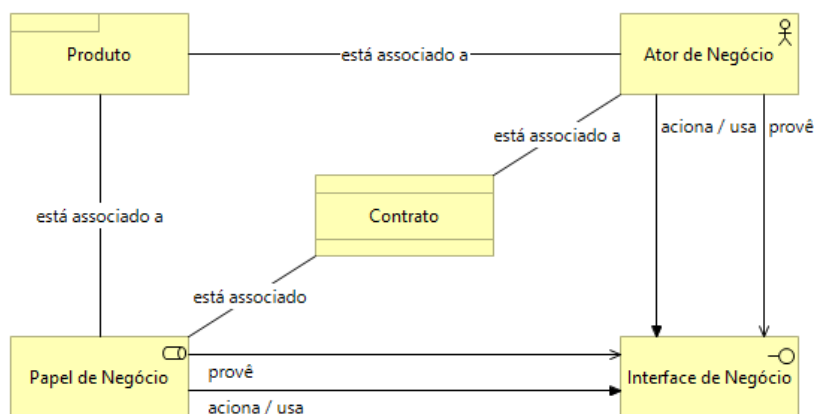 Produto
está associado a
Ator de Negócio
aciona / usa
provê
está associado a
Contrato
está associado a
está associado
Papel de Negócio
provê
aciona / usa
Interface de Negócio